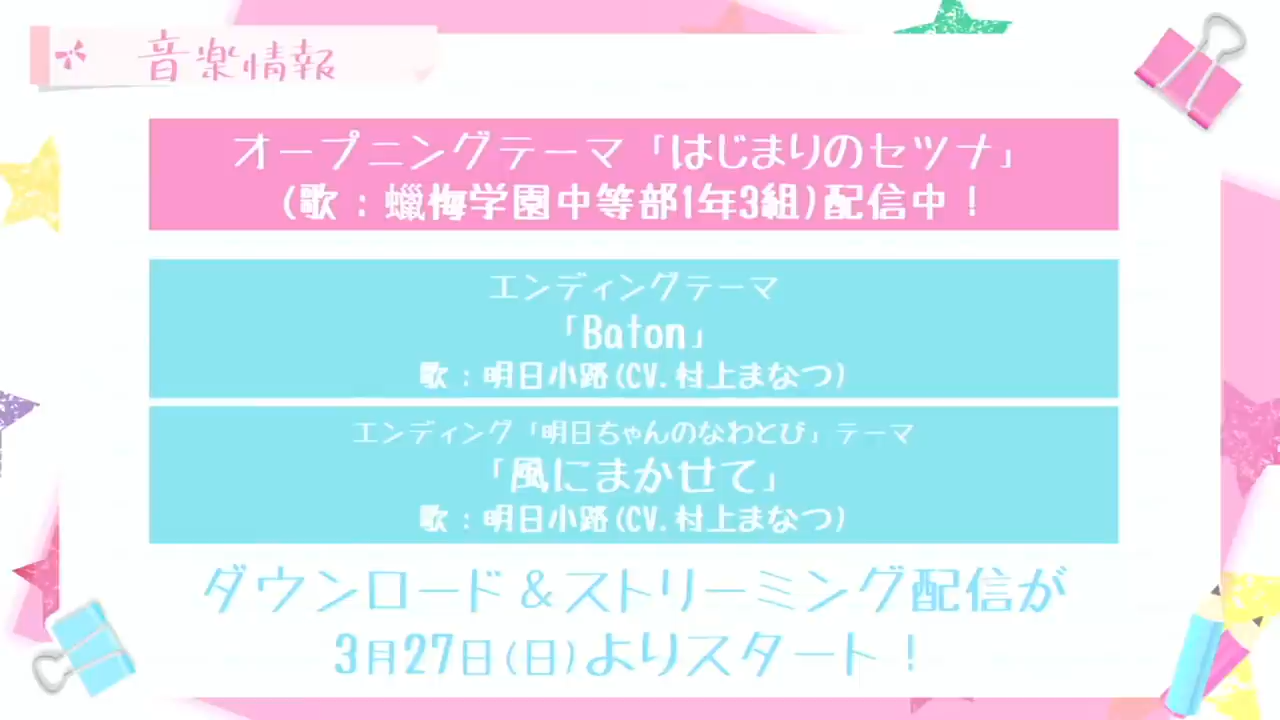 音楽情報
オープニングテーマ「はじまりのセツナ」
(歌：蠟梅学園中等部1年3組)配信中！
エンディングテーマ
「Baton」
歌：明日小路(CV.村上まなつ)
エンディング「明日ちゃんのなわとび」テーマ
「風にまかせて」
歌：明日小路(CV.村上まなつ)
ダウンロード＆ストリーミング配信が
3月27日(日)よりスタート！